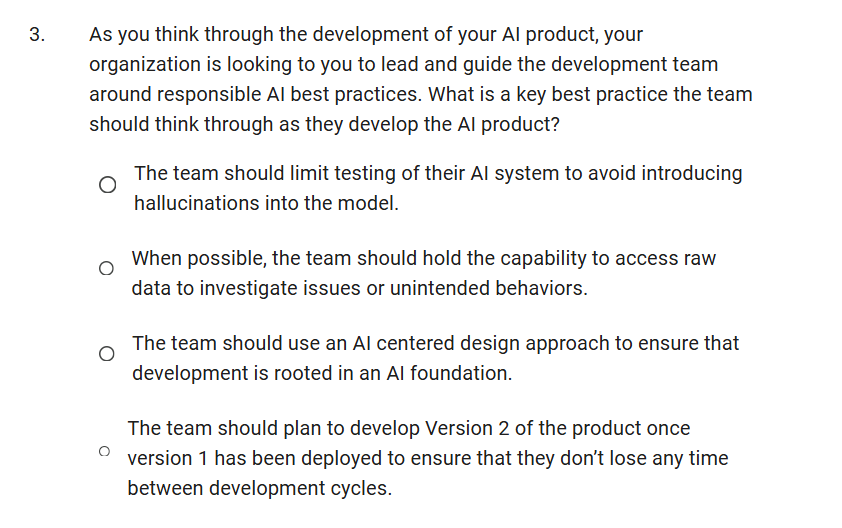 3. As you think through the development of your AI product, your
organization is looking to you to lead and guide the development team
around responsible AI best practices. What is a key best practice the team
should think through as they develop the AI product?
The team should limit testing of their AI system to avoid introducing
hallucinations into the model.
When possible, the team should hold the capability to access raw
data to investigate issues or unintended behaviors.
The team should use an AI centered design approach to ensure that
development is rooted in an AI foundation.
The team should plan to develop Version 2 of the product once
version 1 has been deployed to ensure that they don’t lose any time
between development cycles.